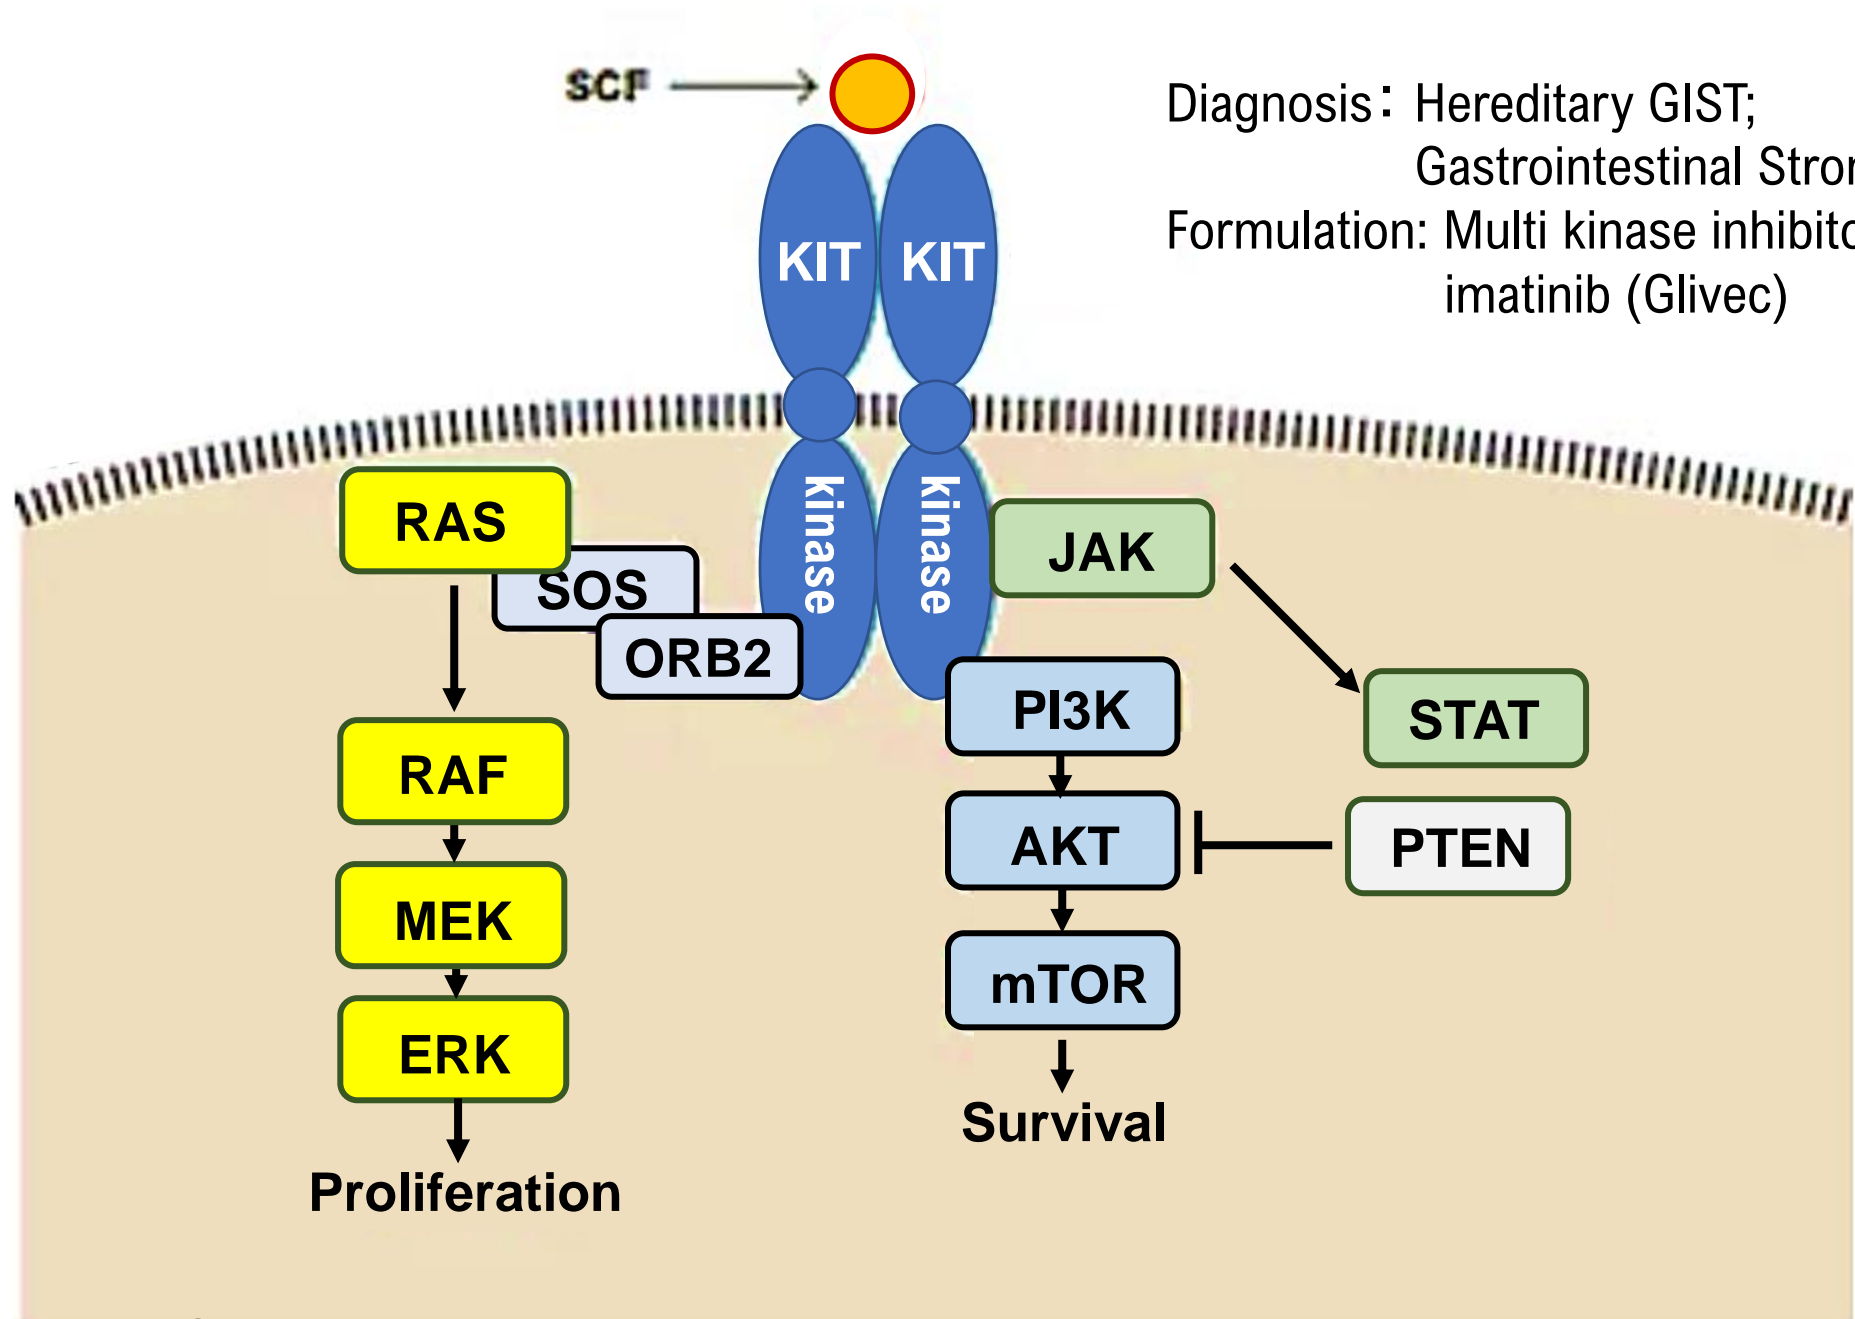 SCF
Diagnosis: Hereditary GIST;
Gastrointestinal
Formulation: Multi kinase
imatinib (Glivec)
KIT
KIT
kinase
kinase
RAS
SOS
ORB2
JAK
PI3K
STAT
RAF
AKT
PTEN
MEK
mTOR
ERK
Survival
Proliferation